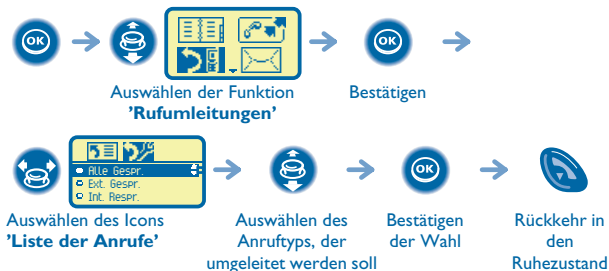 OK
OK
Auswählen der Funktion
'Rufumleitungen'
Bestätigen
Alle Gespr.
Ext. Gespr.
Int. Respr.
OK
Auswählen des Icons
'Liste der Anrufe'
Auswählen des
Anruftyps, der
umgeleitet werden soll
Bestätigen
der Wahl
Rückkehr in
den
Ruhezustand